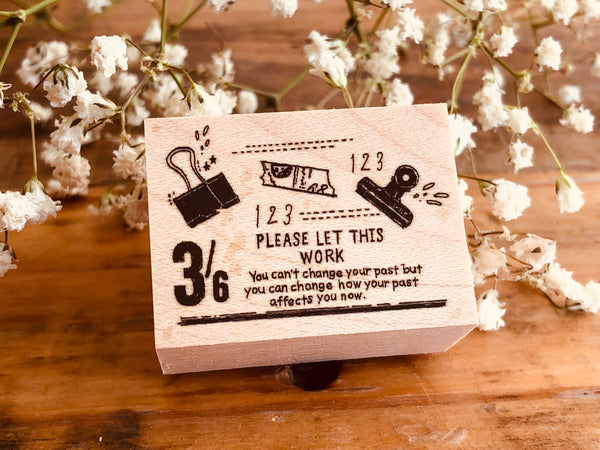 123
123
3/6
PLEASE LET THIS
WORK
You can't change your past but
you can change how your past
affects you now.